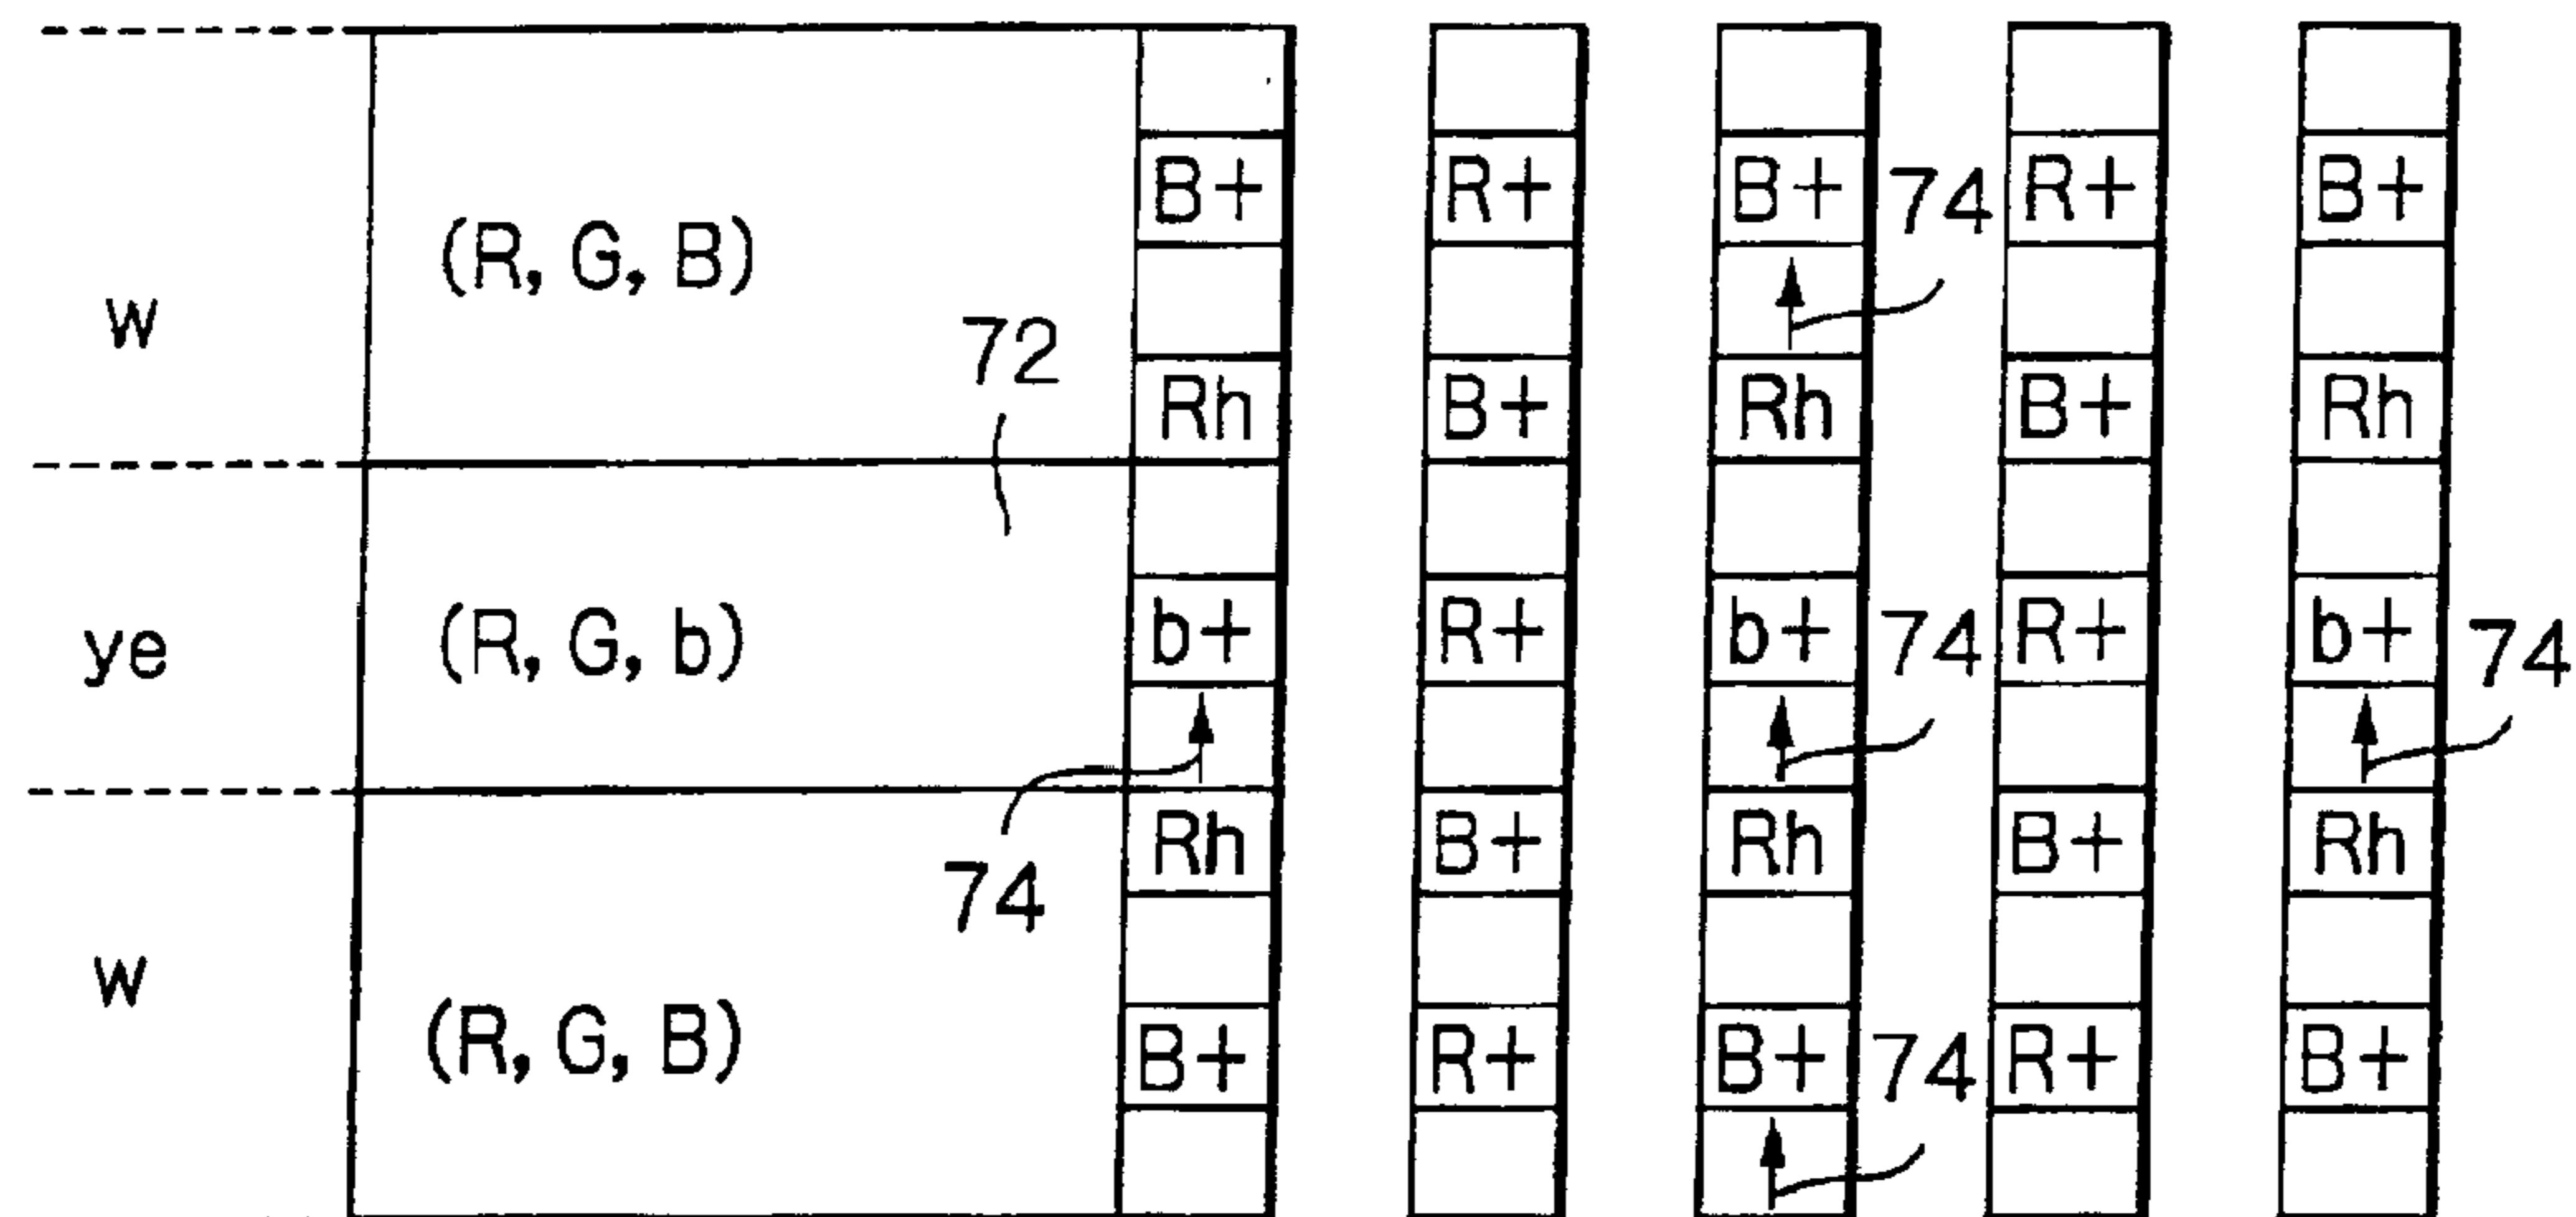 B+ R+ B+ 74 R+ B+
(R, G, B)
w 72 Rh B+ Rh B+ Rh
ye (R, G, b) b+ R+ b+ 74 R+ b+ 74
Rh B+ Rh B+ Rh
74
w
(R, G, B) B+ R+ B+ 74 R+ B+